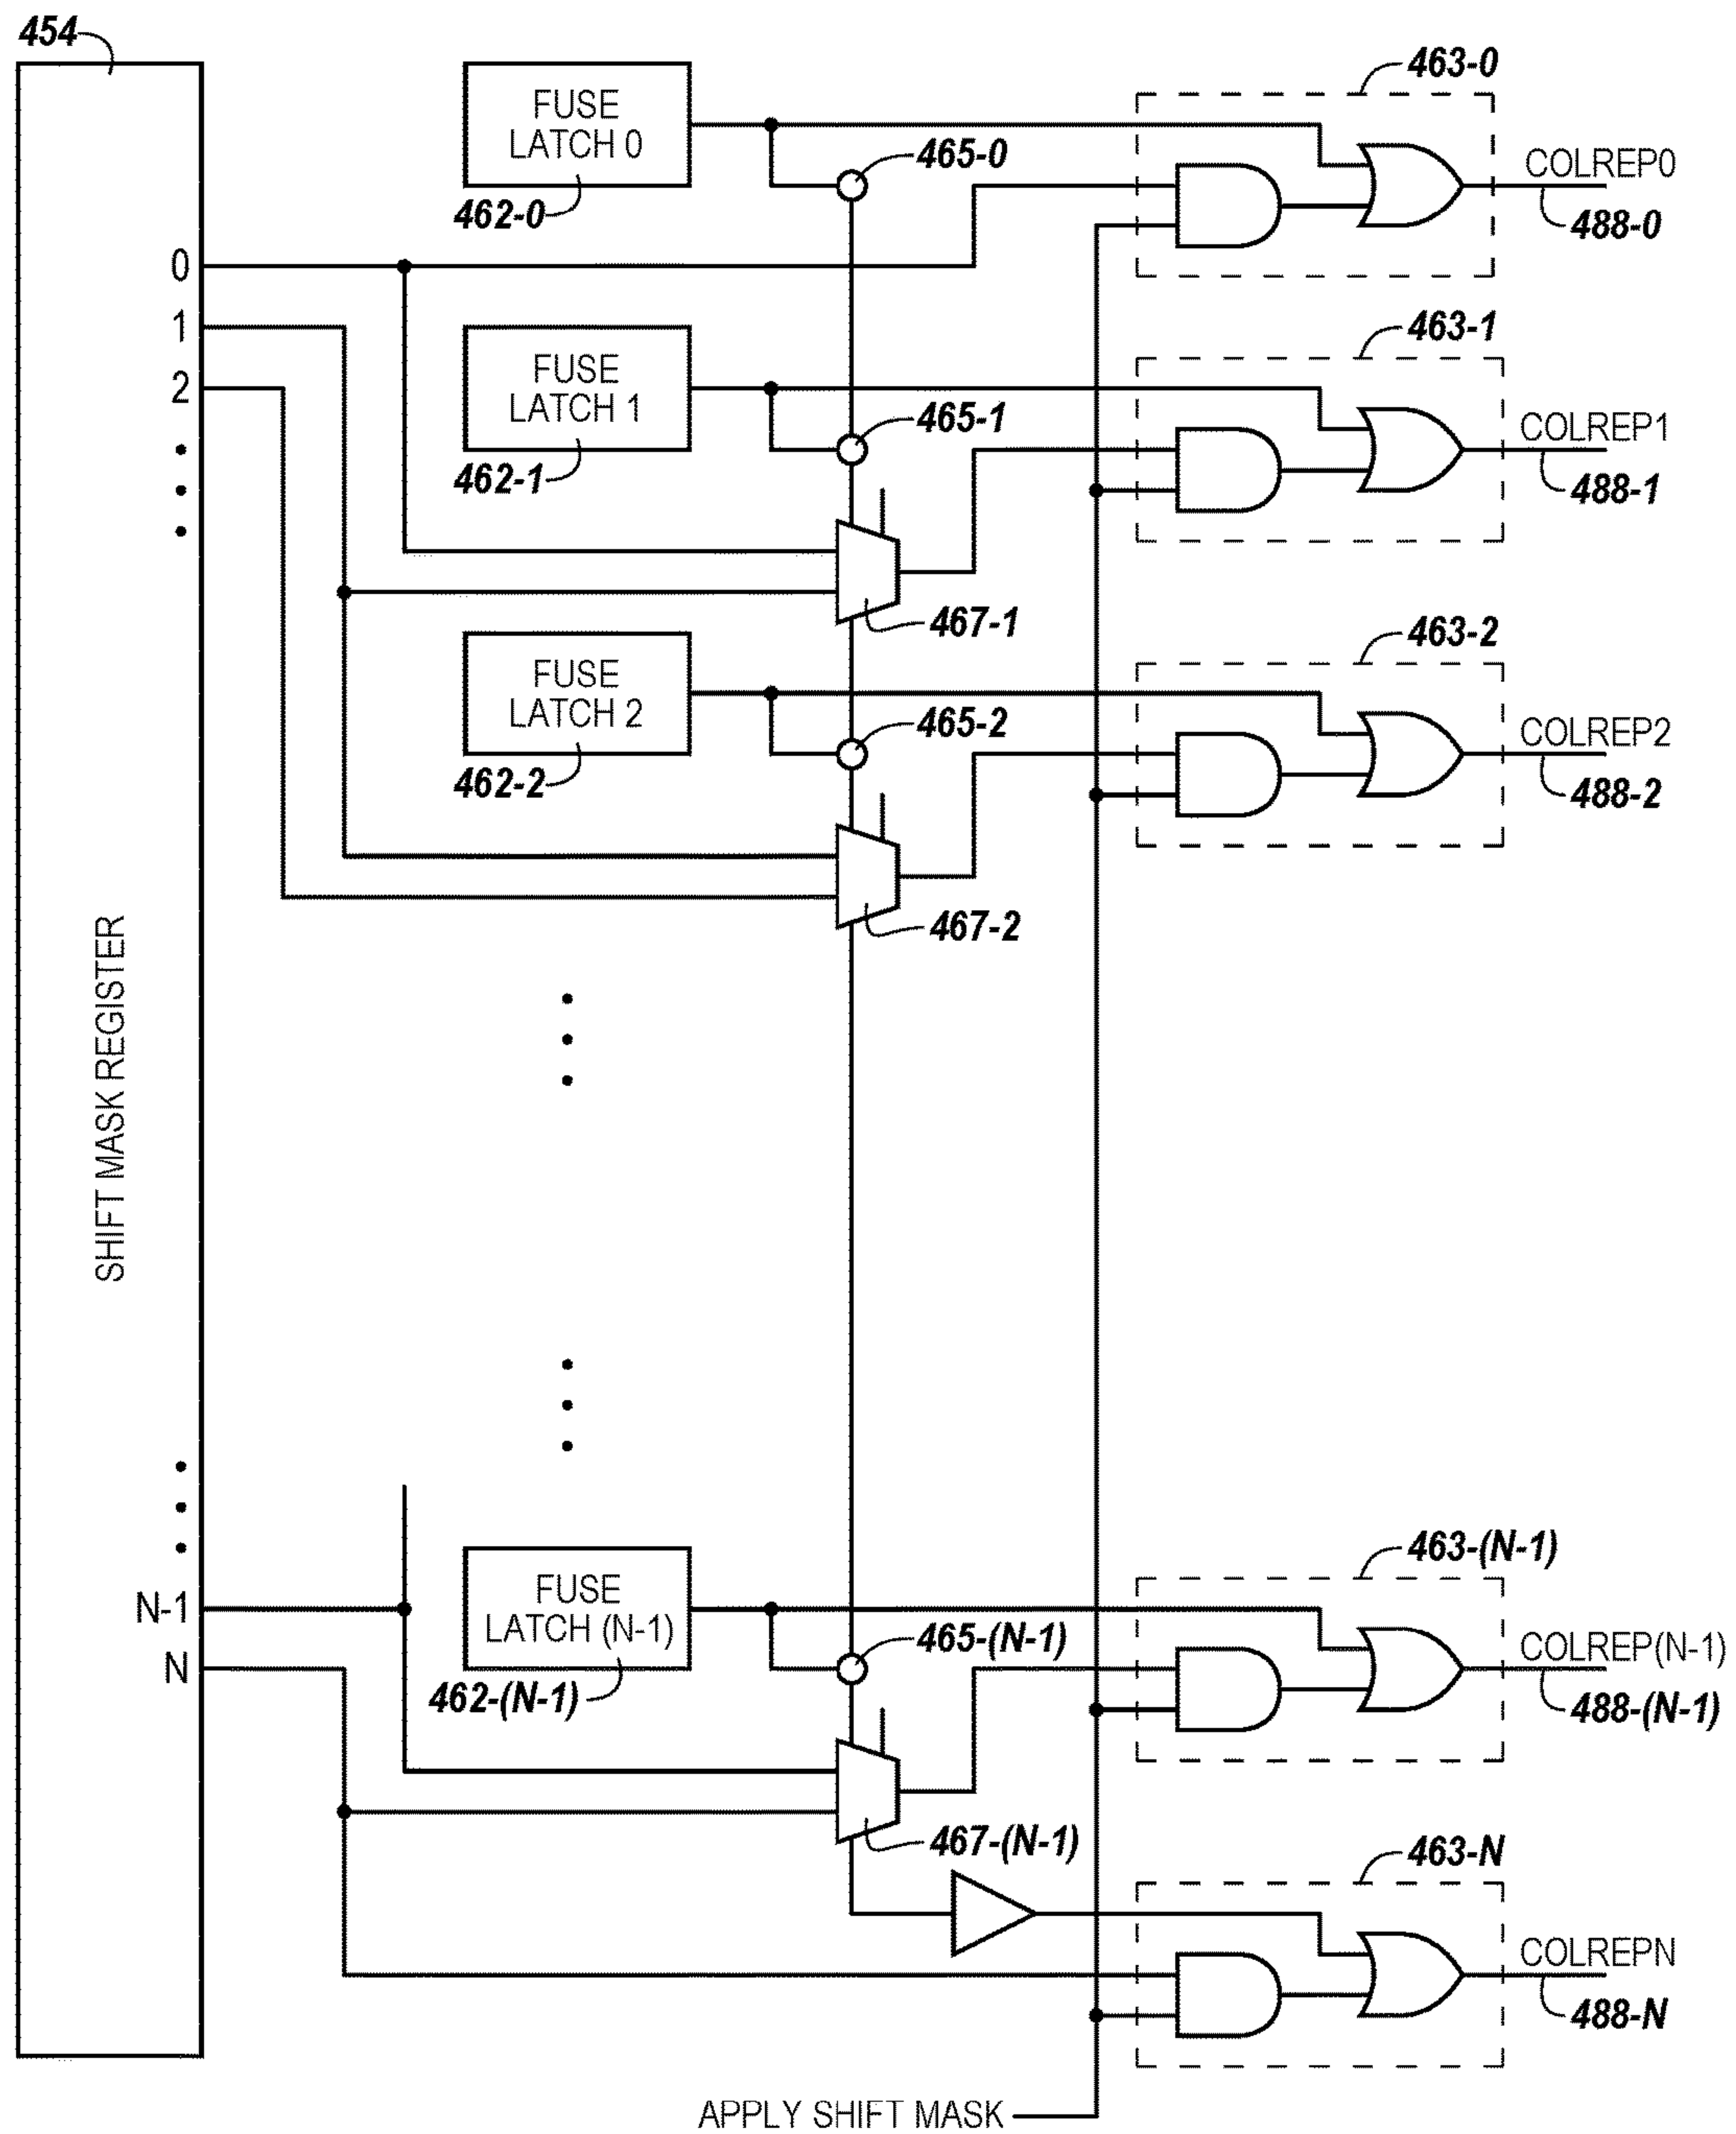 454
FUSE
LATCH 0
462-0
465-0
463-0
COLREP0
488-0
0
1
2
FUSE
LATCH 1
462-1
465-1
463-1
COLREP1
488-1
467-1
FUSE
LATCH 2
462-2
465-2
463-2
COLREP2
488-2
467-2
SHIFT MASK REGISTER
N-1
N
FUSE
LATCH (N-1)
462-(N-1)
465-(N-1)
463-(N-1)
COLREP(N-1)
488-(N-1)
467-(N-1)
463-N
COLREPN
488-N
APPLY SHIFT MASK